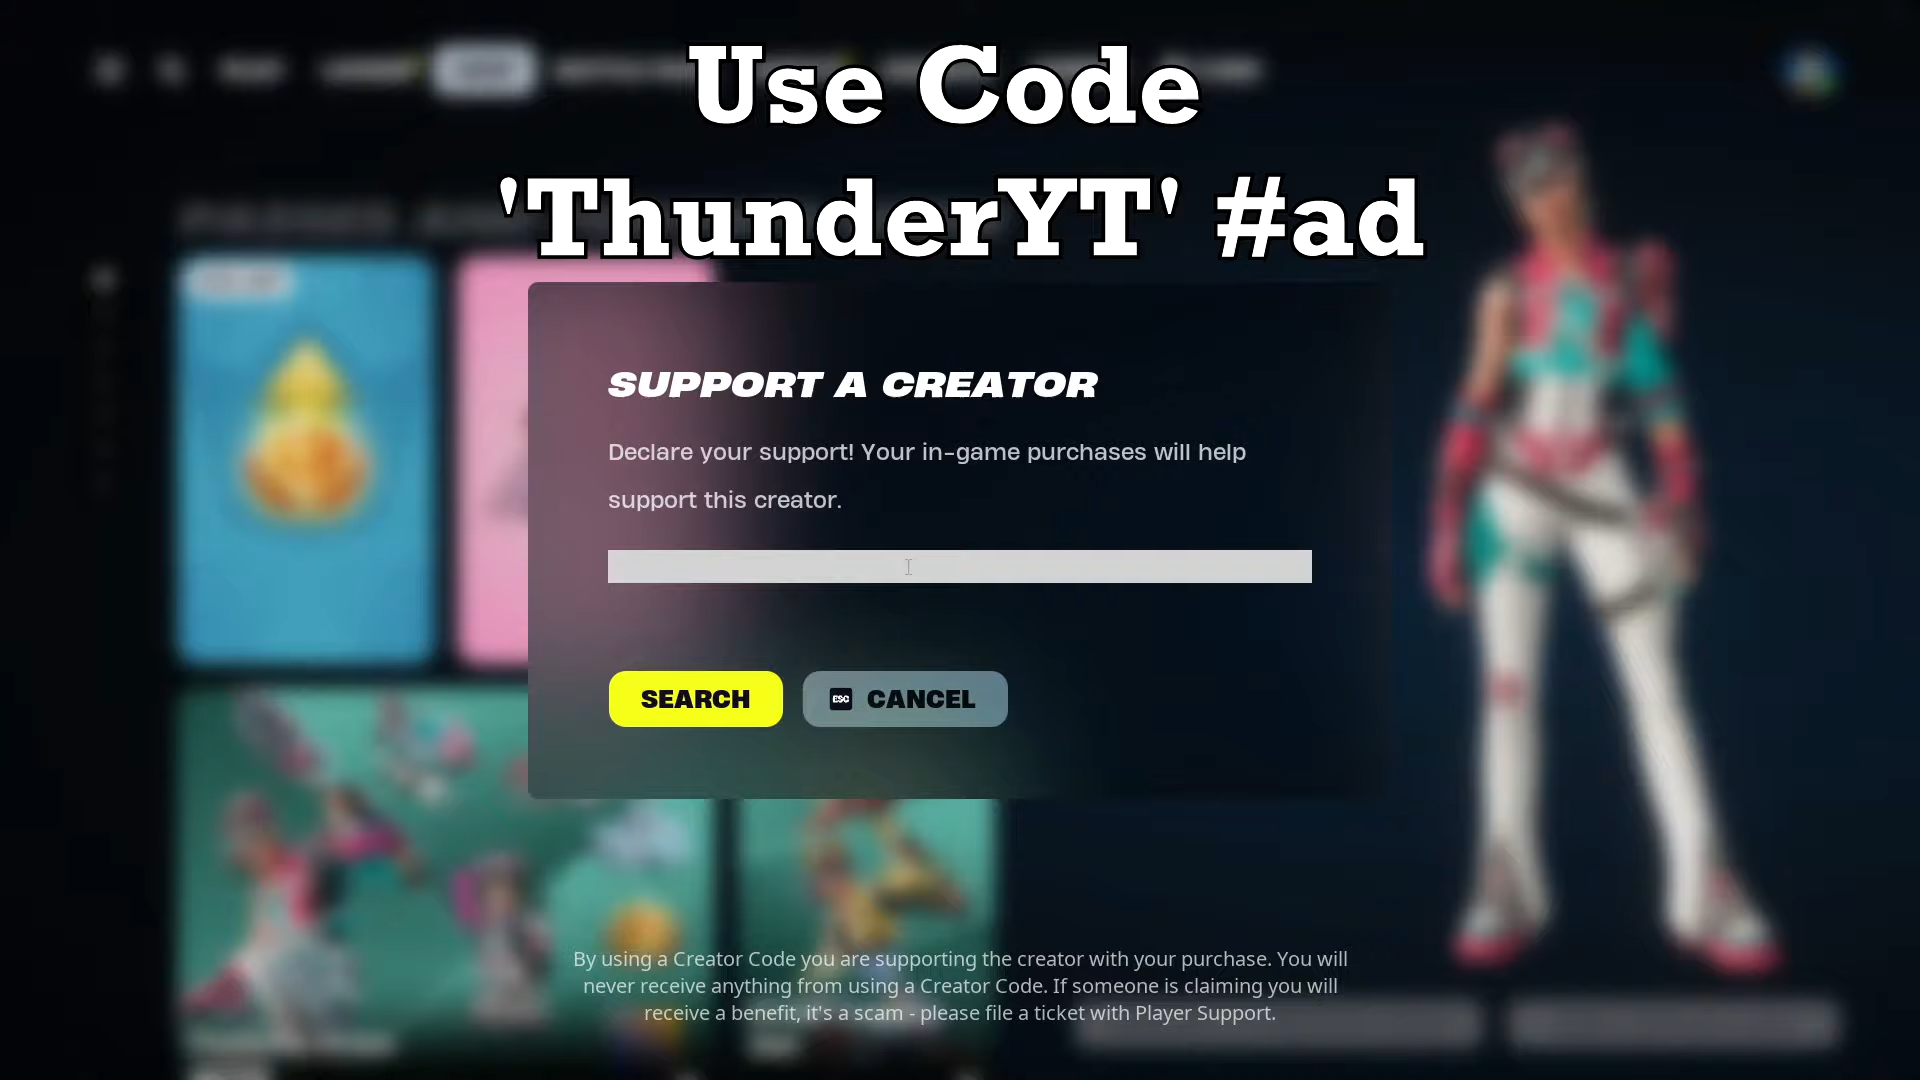 Use Code
'ThunderYT' #ad
SUPPORT A CREATOR
Declare your support! Your in-game purchases will help
support this creator.
SEARCH
ESC CANCEL
By using a Creator Code you are supporting the creator with your purchase. You will
never receive anything from using a Creator Code. If someone is claiming you will
receive a benefit, it's a scam - please file a ticket with Player Support.